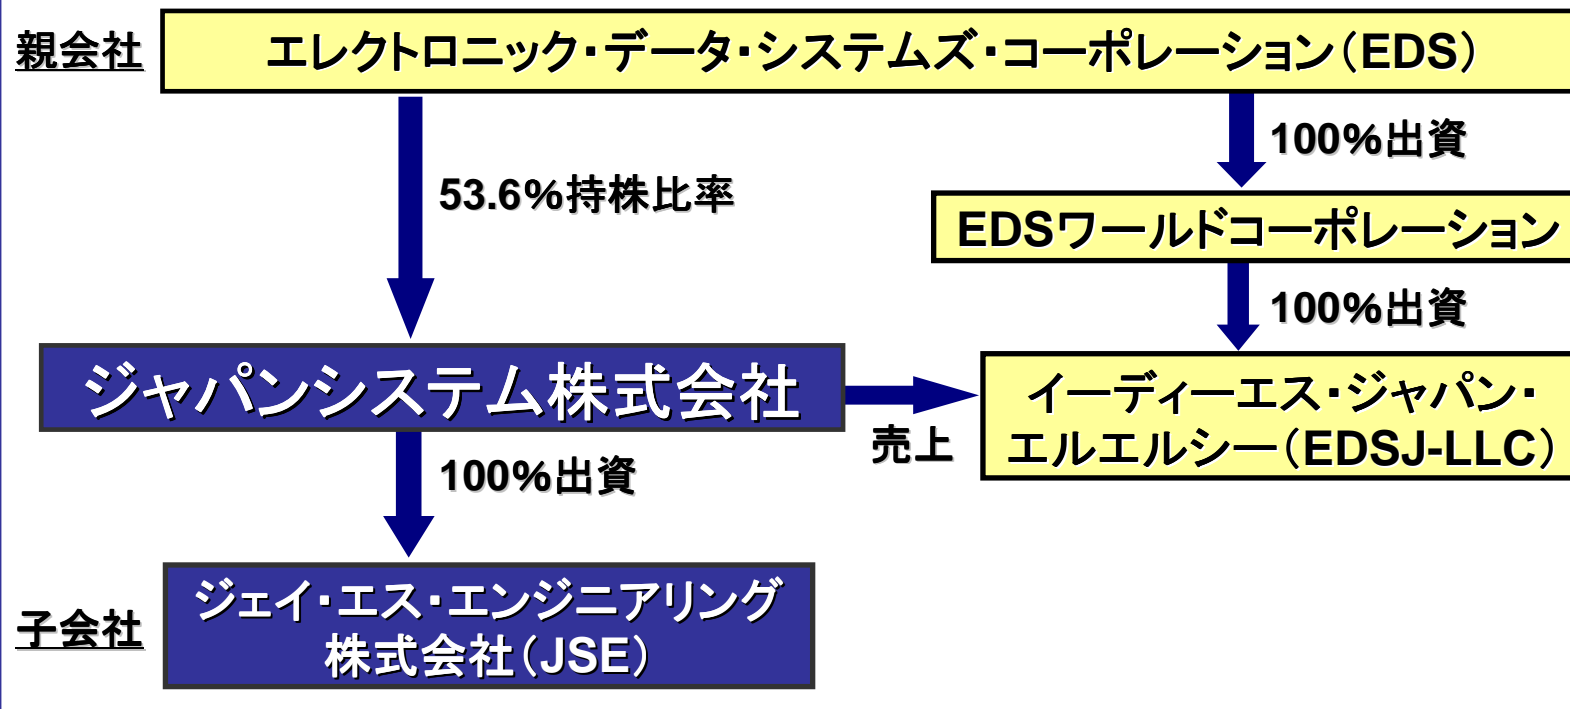 親会社
エレクトロニック・データ・システムズ・コーポレーション（EDS）
100%出資
53.6%持株比率
EDSワールドコーポレーション
100%出資
ジャパンシステム株式会社
イーディーエス・ジャパン・
エルエルシー（EDSJ-LLC）
売上
100%出資
子会社
ジェイ・エス・エンジニアリング
株式会社（JSE）